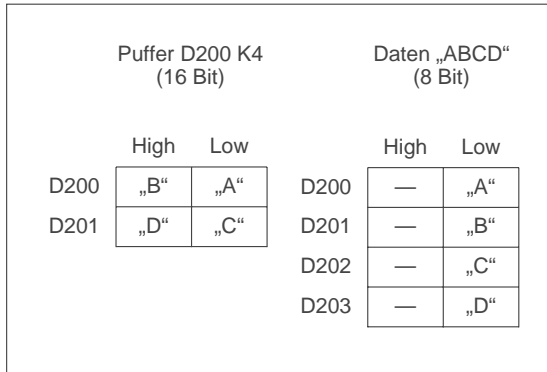 Puffer D200 K4
(16 Bit)
High Low
D200 „B“ „A“
D201 „D“ „C“
Daten „ABCD“
(8 Bit)
High Low
D200 — „A“
D201 — „B“
D202 — „C“
D203 — „D“